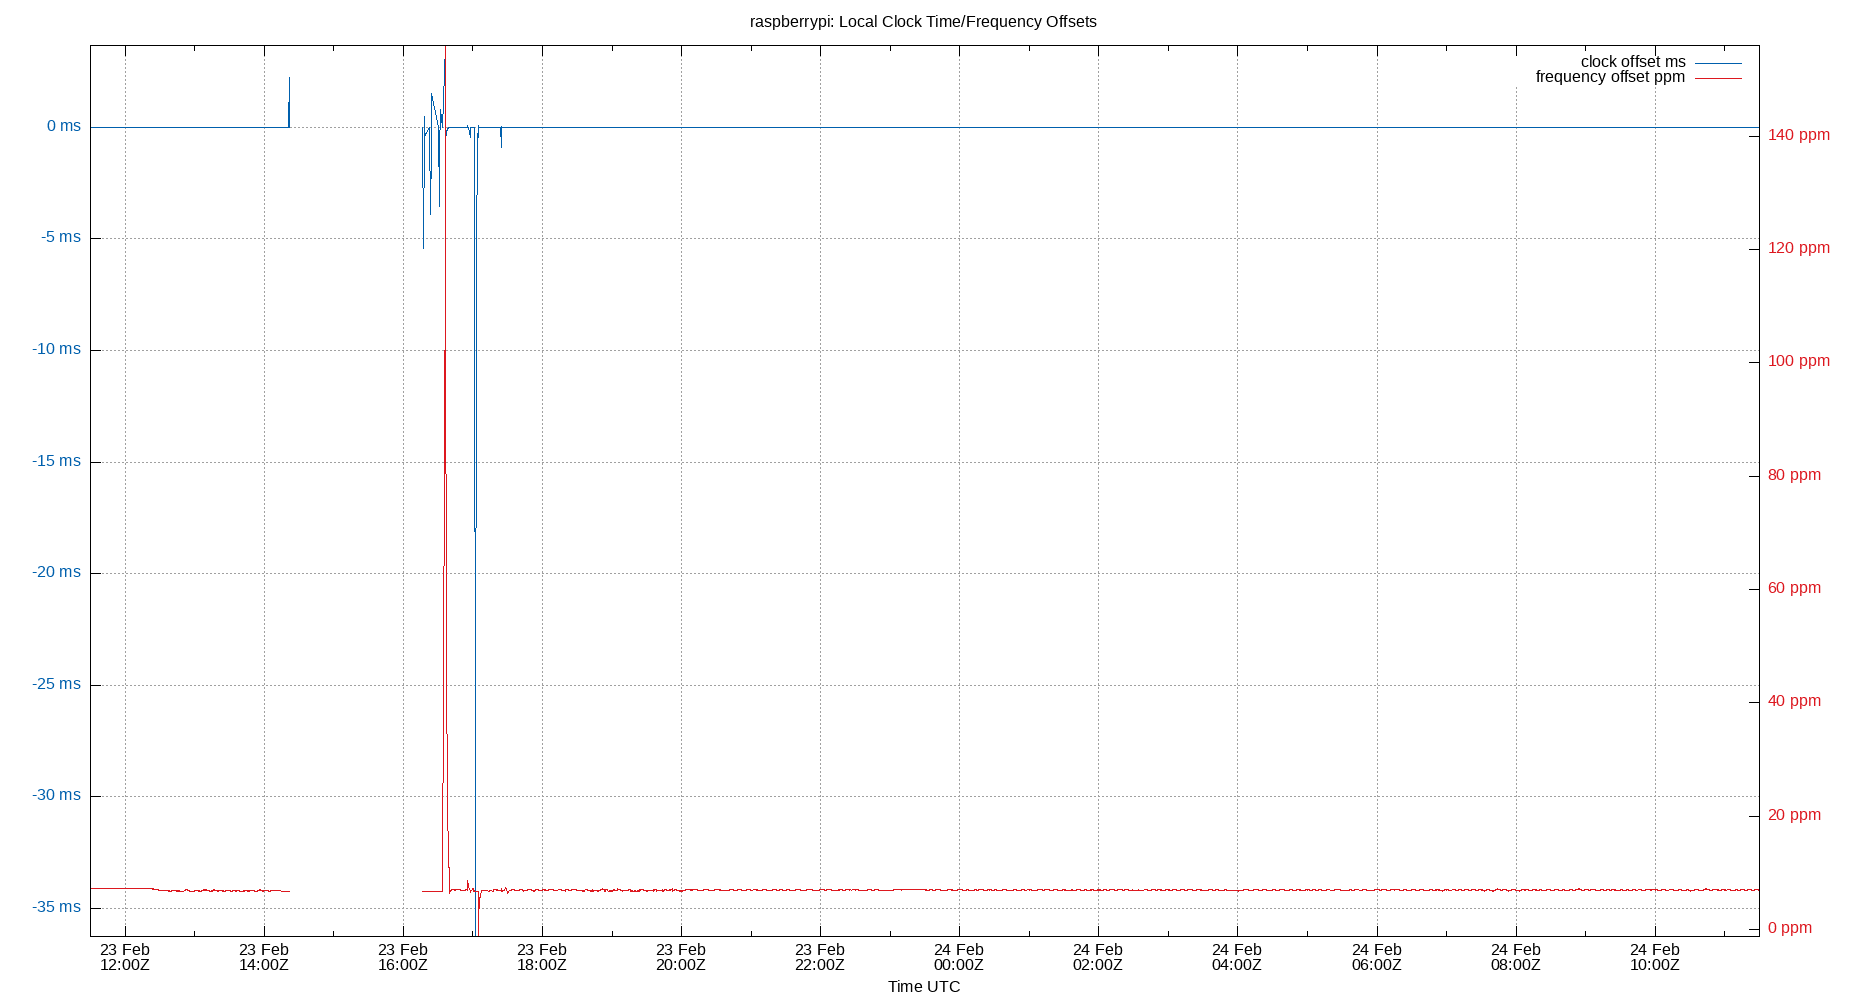 raspberrypi: Local Clock Time/Frequency Offsets
clock offset ms
frequency offset ppm
0 ms
-5 ms
-10 ms
-15 ms
-20 ms
-25 ms
-30 ms
-35 ms
140 ppm
120 ppm
100 ppm
80 ppm
60 ppm
40 ppm
20 ppm
0 ppm
23 Feb
12:00Z
23 Feb
14:00Z
23 Feb
16:00Z
23 Feb
18:00Z
23 Feb
20:00Z
23 Feb
22:00Z
24 Feb
00:00Z
24 Feb
02:00Z
24 Feb
04:00Z
24 Feb
06:00Z
24 Feb
08:00Z
24 Feb
10:00Z
Time UTC